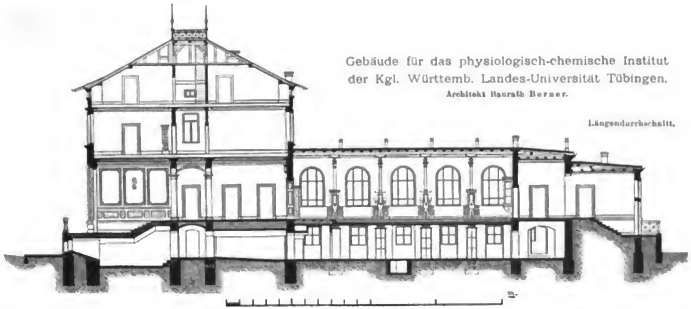 Gebäude für das physiologisch-chemische Institut
der Kgl. Württemb. Landes-Universität Tübingen.
Architekt Baurath Berner.
Längendurchschnitt.